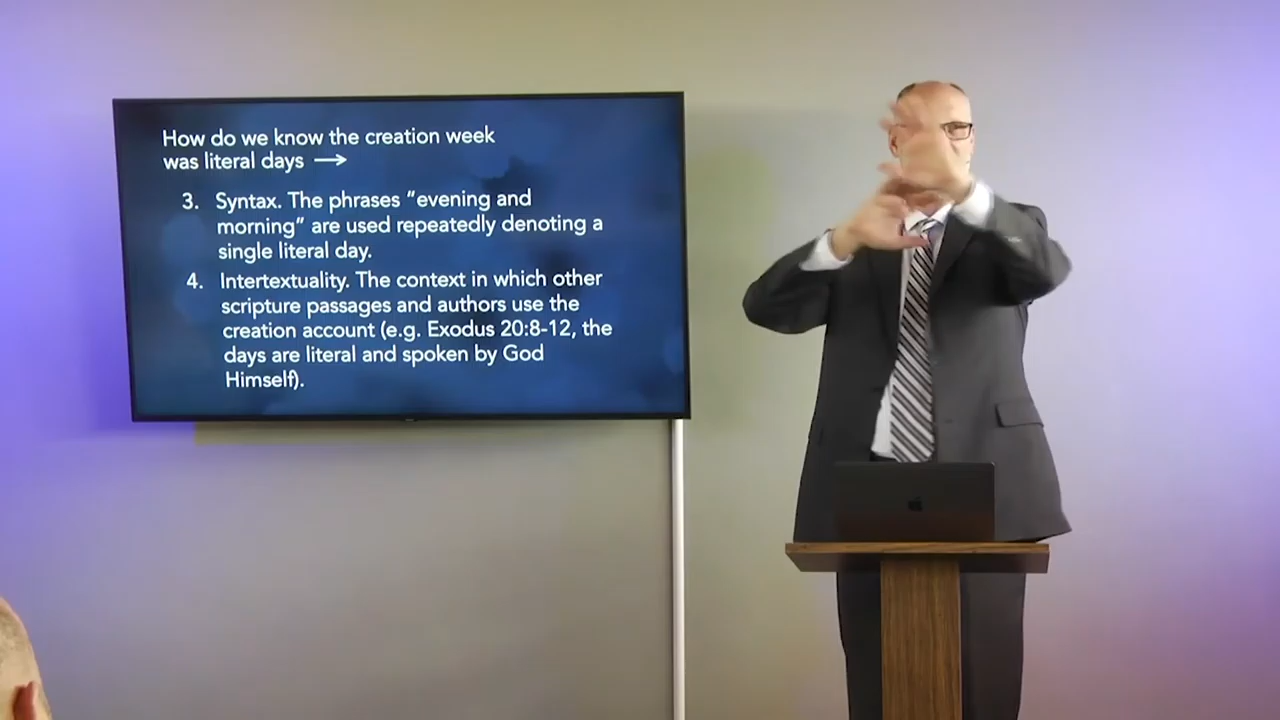 How do we know the creation week
was literal days →
3. Syntax. The phrases “evening and
morning” are used repeatedly denoting a
single literal day.
4. Intertextuality. The context in which other
scripture passages and authors use the
creation account (e.g. Exodus 20:8-12, the
days are literal and spoken by God
Himself).